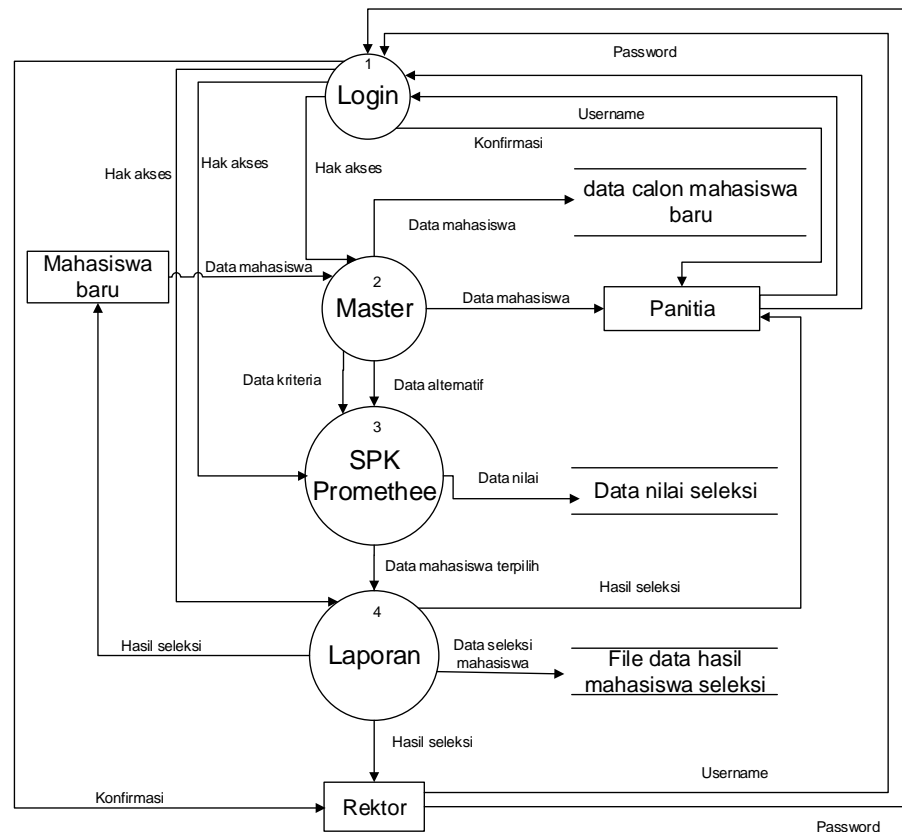 1
Login
Password
Username
Konfirmasi
Hak akses
Hak akses
Hak akses
data calon mahasiswa
baru
Data mahasiswa
Mahasiswa
baru
Data mahasiswa
2
Master
Data mahasiswa
Panitia
Data kriteria
Data alternatif
3
SPK
Promethee
Data nilai
Data nilai seleksi
Data mahasiswa terpilih
Hasil seleksi
4
Laporan
Hasil seleksi
Data seleksi
mahasiswa
File data hasil
mahasiswa seleksi
Hasil seleksi
Username
Konfirmasi
Rektor
Password